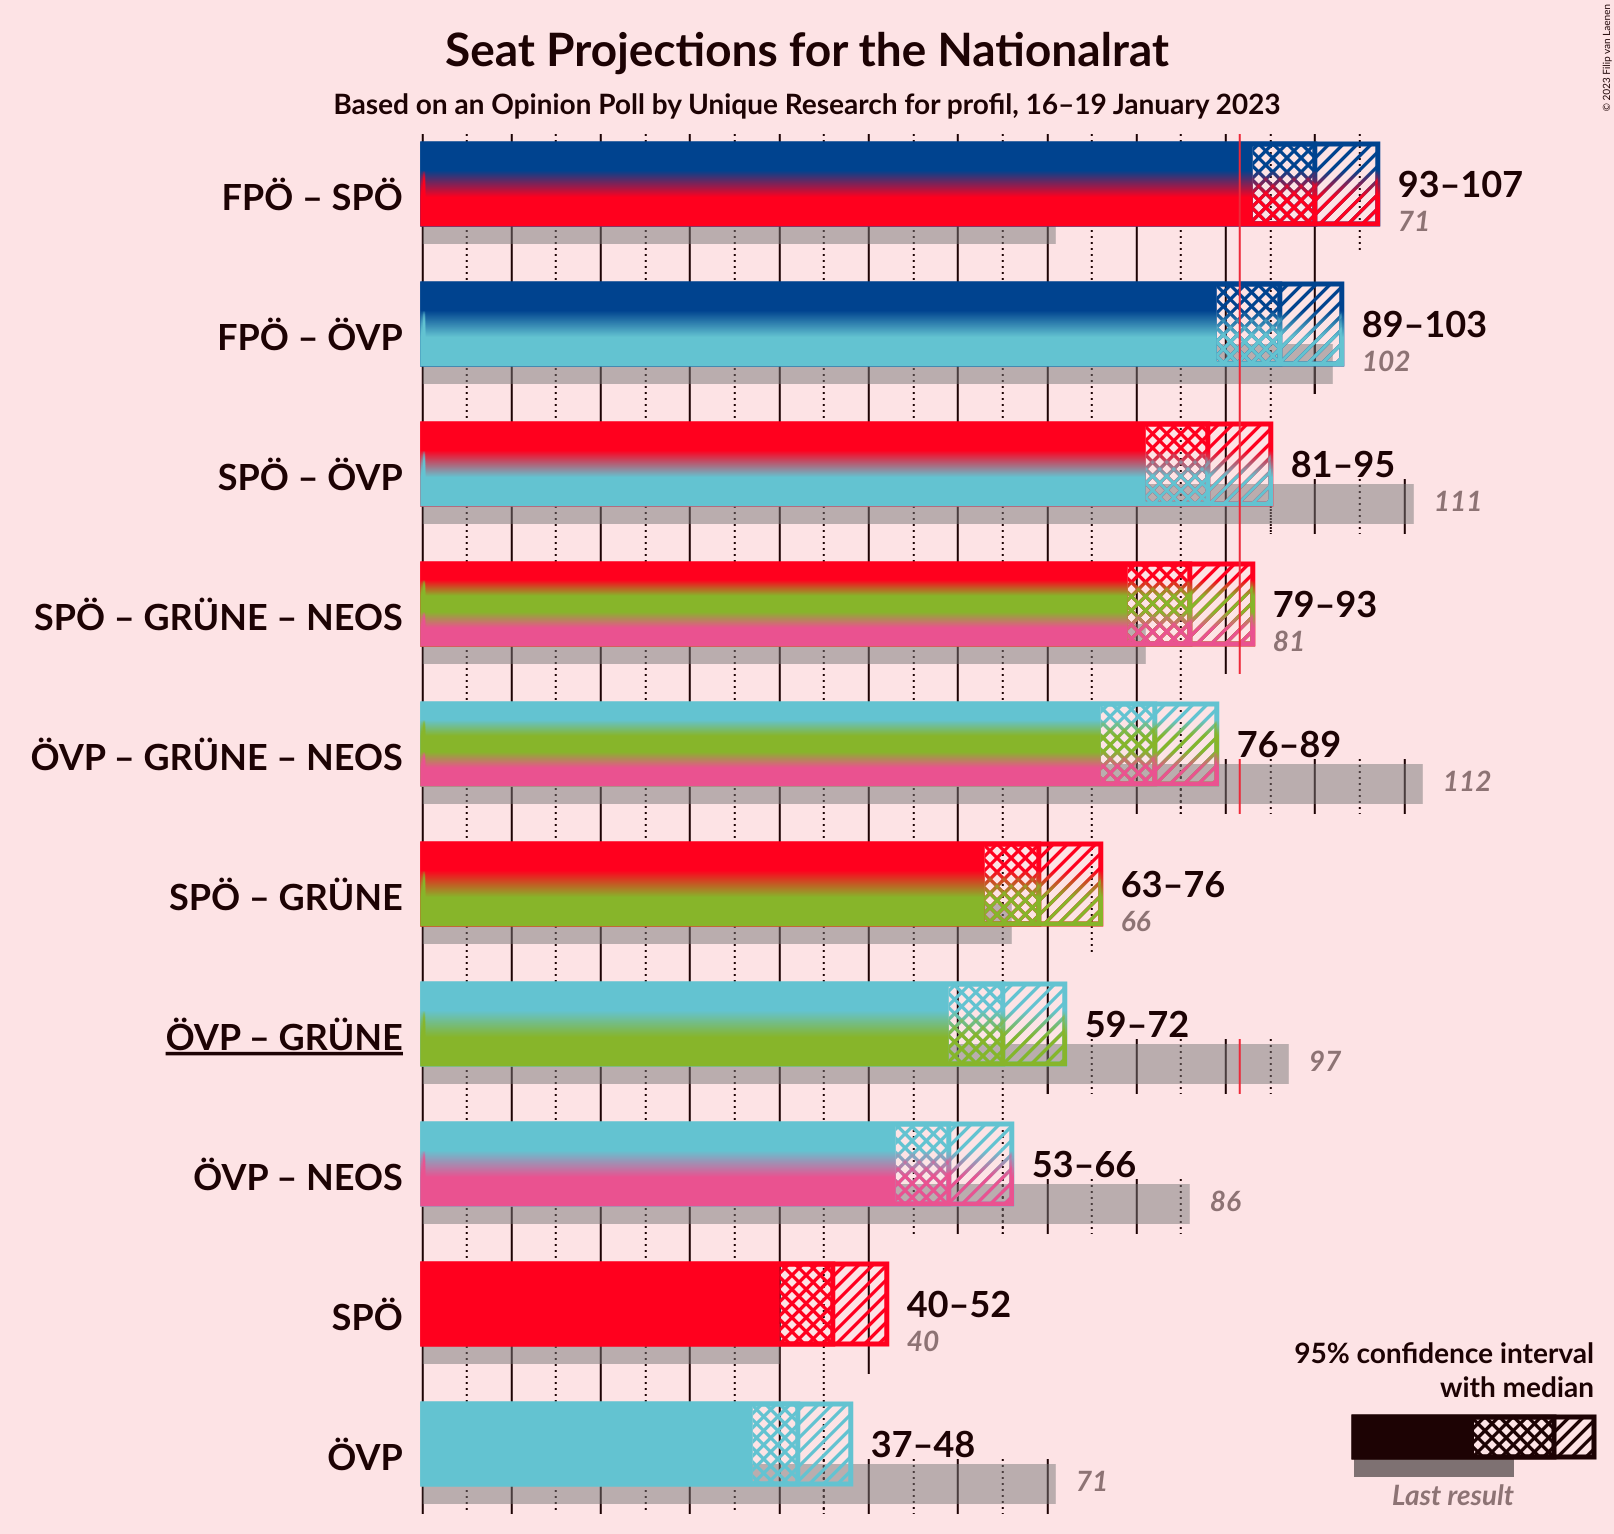 Seat Projections for the Nationalrat
Based on an Opinion Poll by Unique Research for profil, 16–19 January 2023
© 2023 Filip van Laenen
FPÖ – SPÖ
93–107
71
FPÖ – ÖVP
89–103
102
SPÖ – ÖVP
81–95
111
SPÖ – GRÜNE – NEOS
79–93
81
ÖVP – GRÜNE – NEOS
76–89
112
SPÖ – GRÜNE
63–76
66
ÖVP – GRÜNE
59–72
97
ÖVP – NEOS
53–66
86
SPÖ
40–52
40
ÖVP
37–48
71
95% confidence interval
with median
Last result